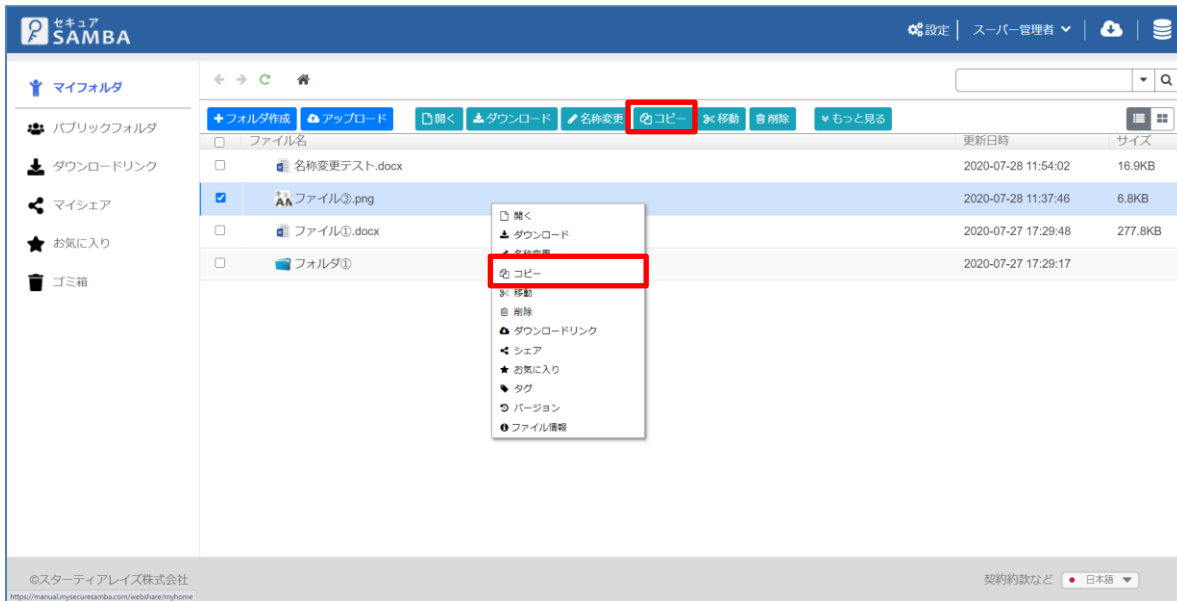 セキュア
SAMBA
設定 スーパー管理者
マイフォルダ
パブリックフォルダ
ダウンロードリンク
マイシェア
お気に入り
ゴミ箱
フォルダ作成 アップロード 開く ダウンロード 名称変更 コピー 移動 削除 もっと見る
ファイル名 更新日時 サイズ
名称変更テスト.docx 2020-07-28 11:54:02 16.9KB
ファイル③.png 2020-07-28 11:37:46 6.8KB
ファイル①.docx 2020-07-27 17:29:48 277.8KB
フォルダ① 2020-07-27 17:29:17
開く
ダウンロード
名称変更
コピー
移動
削除
ダウンロードリンク
シェア
お気に入り
タグ
バージョン
ファイル情報
©スターティアレイズ株式会社 契約約款など 日本語
https://manual.mysecuresamba.com/webshare/myhome